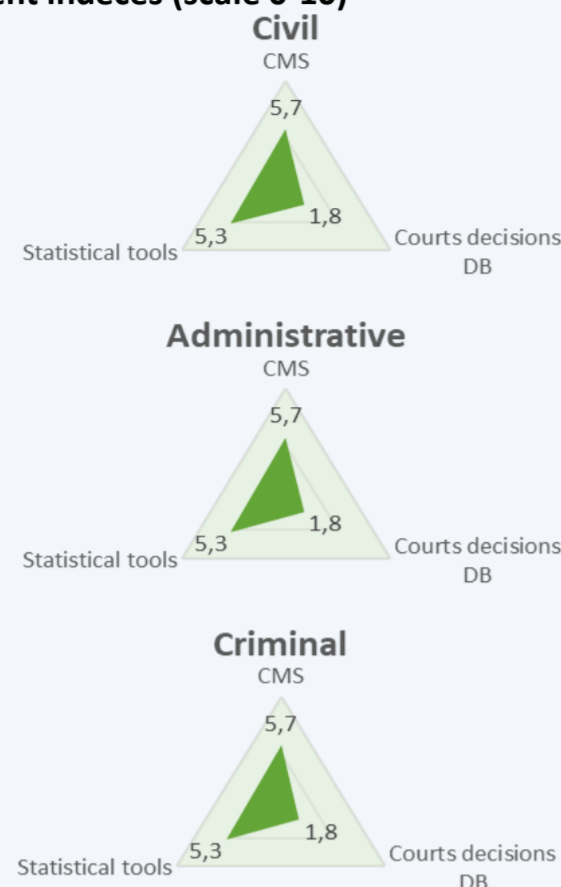 Civil
CMS
5,7
1,8
5,3
Statistical tools
Courts decisions
DB
Administrative
CMS
5,7
1,8
5,3
Statistical tools
Courts decisions
DB
Criminal
CMS
5,7
1,8
5,3
Statistical tools
Courts decisions
DB